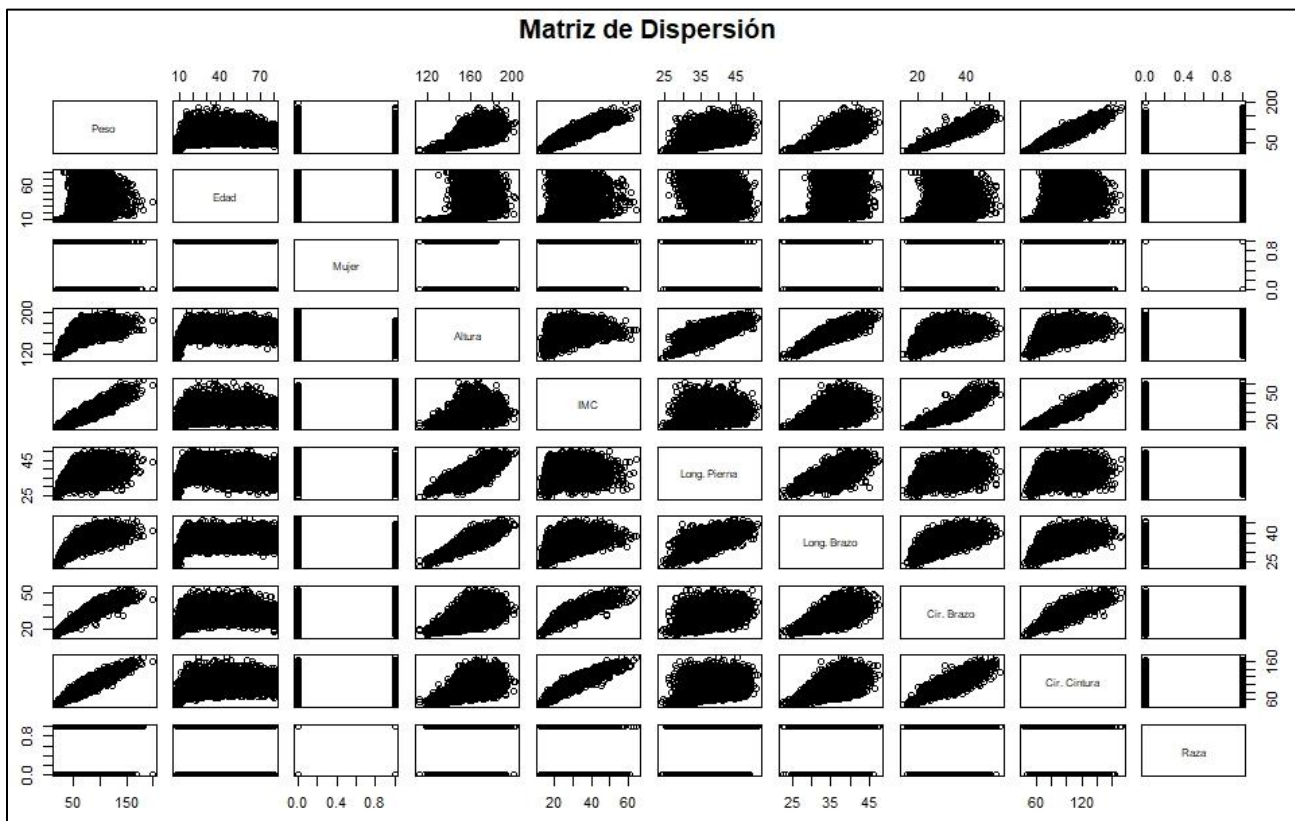 Matriz de Dispersión
10 40 70 120 160 200 25 35 45 20 40 0.0 0.4 0.8
Peso 50 200
10 60 Edad
Mujer 0.0 0.8
120 200 Altura
IMC 20 50
25 45 Long. Pierna
Long. Brazo 25 40
20 50 Cir. Brazo
Cir. Cintura 60 160
0.0 0.8 Raza
50 150 0.0 0.4 0.8 20 40 60 25 35 45 60 120